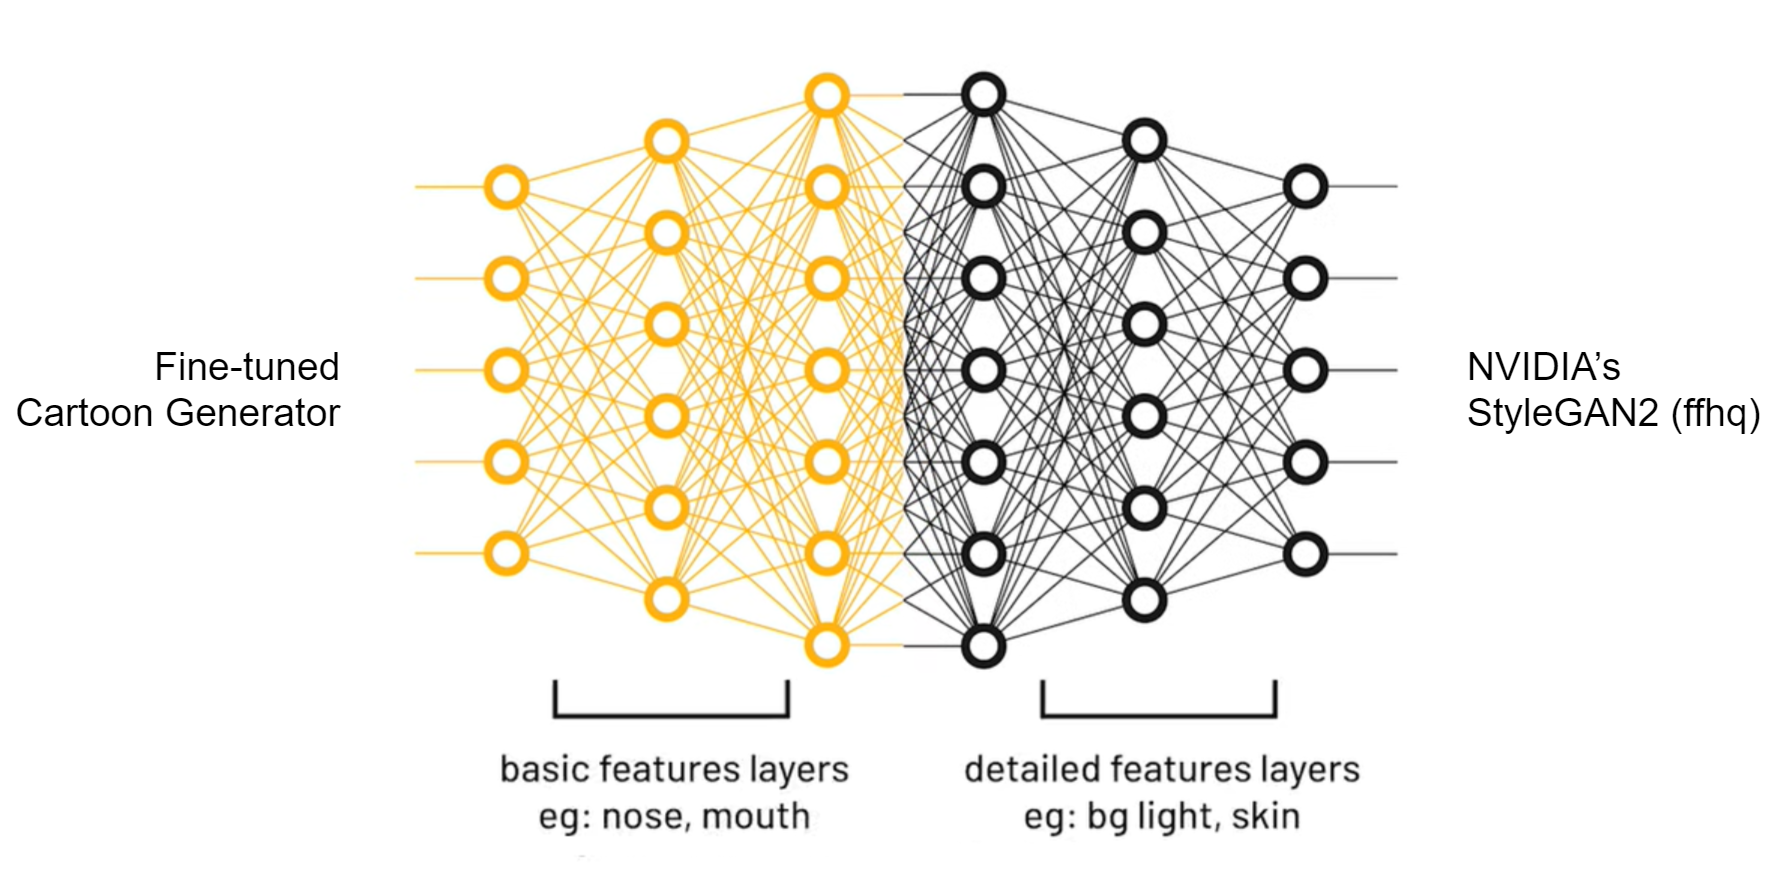 Fine-tuned
Cartoon Generator
NVIDIA’s
StyleGAN2 (ffhq)
basic features layers
eg: nose, mouth
detailed features layers
eg: bg light, skin